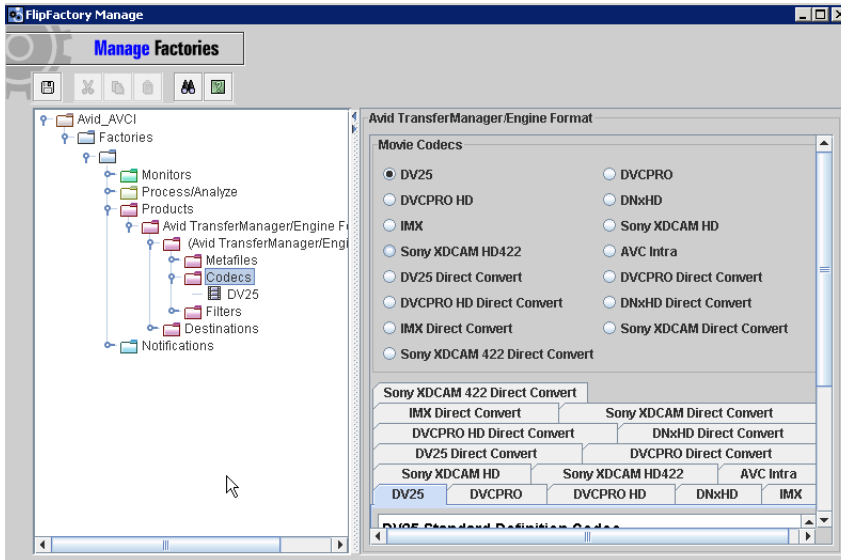 FlipFactory Manage
Manage Factories
Avid_AVCI
Factories
Monitors
Process/Analyze
Products
Avid TransferManager/Engine F
(Avid TransferManager/Engi
Metafiles
Codecs
DV25
Filters
Destinations
Notifications
Avid TransferManager/Engine Format
Movie Codecs
DV25 DVCPRO
DVCPRO HD DNxHD
IMX Sony XDCAM HD
Sony XDCAM HD422 AVC Intra
DV25 Direct Convert DVCPRO Direct Convert
DVCPRO HD Direct Convert DNxHD Direct Convert
IMX Direct Convert Sony XDCAM Direct Convert
Sony XDCAM 422 Direct Convert
Sony XDCAM 422 Direct Convert
IMX Direct Convert Sony XDCAM Direct Convert
DVCPRO HD Direct Convert DNxHD Direct Convert
DV25 Direct Convert DVCPRO Direct Convert
Sony XDCAM HD Sony XDCAM HD422 AVC Intra
DV25 DVCPRO DVCPRO HD DNxHD IMX
DV25 Standard Definition Codec